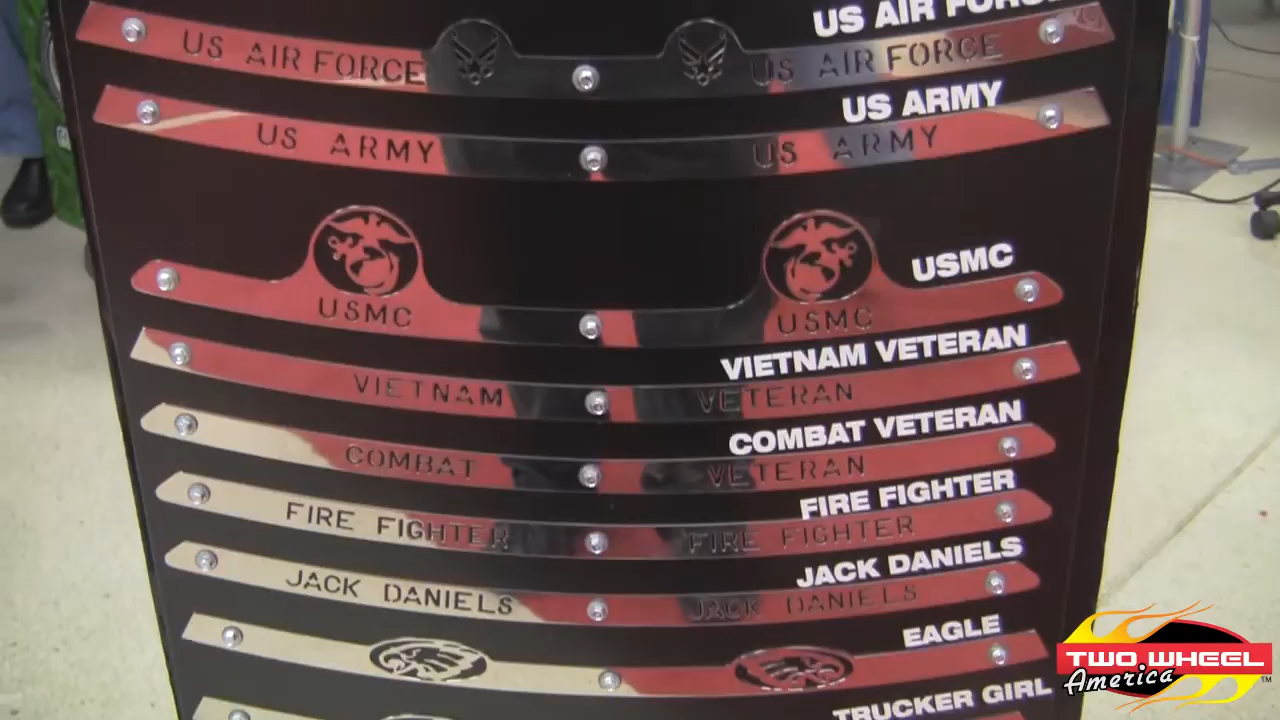 US AIR FORCE
US AIR FORCE US AIR FORCE
US ARMY
US ARMY US ARMY
USMC
USMC USMC
VIETNAM VETERAN
VIETNAM VETERAN
COMBAT VETERAN
COMBAT VETERAN
FIRE FIGHTER
FIRE FIGHTER FIRE FIGHTER
JACK DANIELS
JACK DANIELS JACK DANIELS
EAGLE
TRUCKER GIRL
TWO WHEEL
America TM